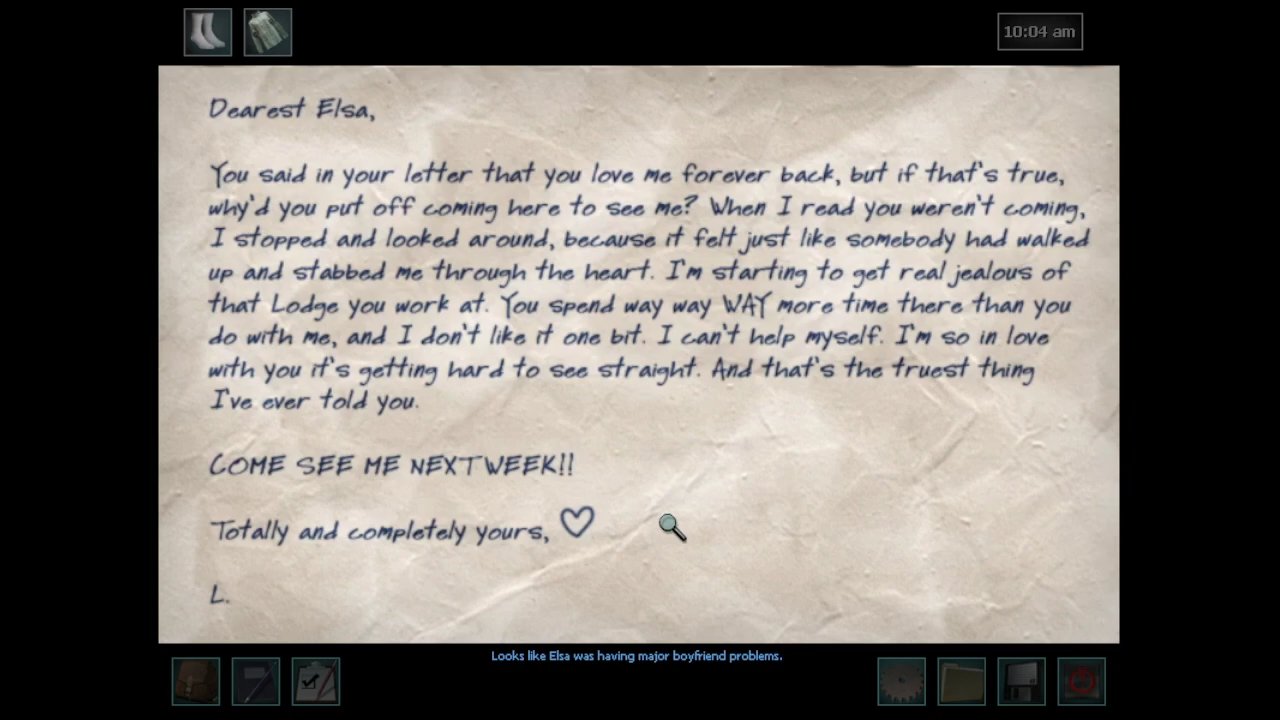 10:04 am
Dearest Elsa,
You said in your letter that you love me forever back, but if that's true,
why'd you put off coming here to see me? When I read you weren't coming,
I stopped and looked around, because it felt just like somebody had walked
up and stabbed me through the heart. I'm starting to get real jealous of
that Lodge you work at. You spend way way WAY more time there than you
do with me, and I don't like it one bit. I can't help myself. I'm so in love
with you it's getting hard to see straight. And that's the truest thing
I've ever told you.
COME SEE ME NEXT WEEK!!
Totally and completely yours,
L.
Looks like Elsa was having major boyfriend problems.